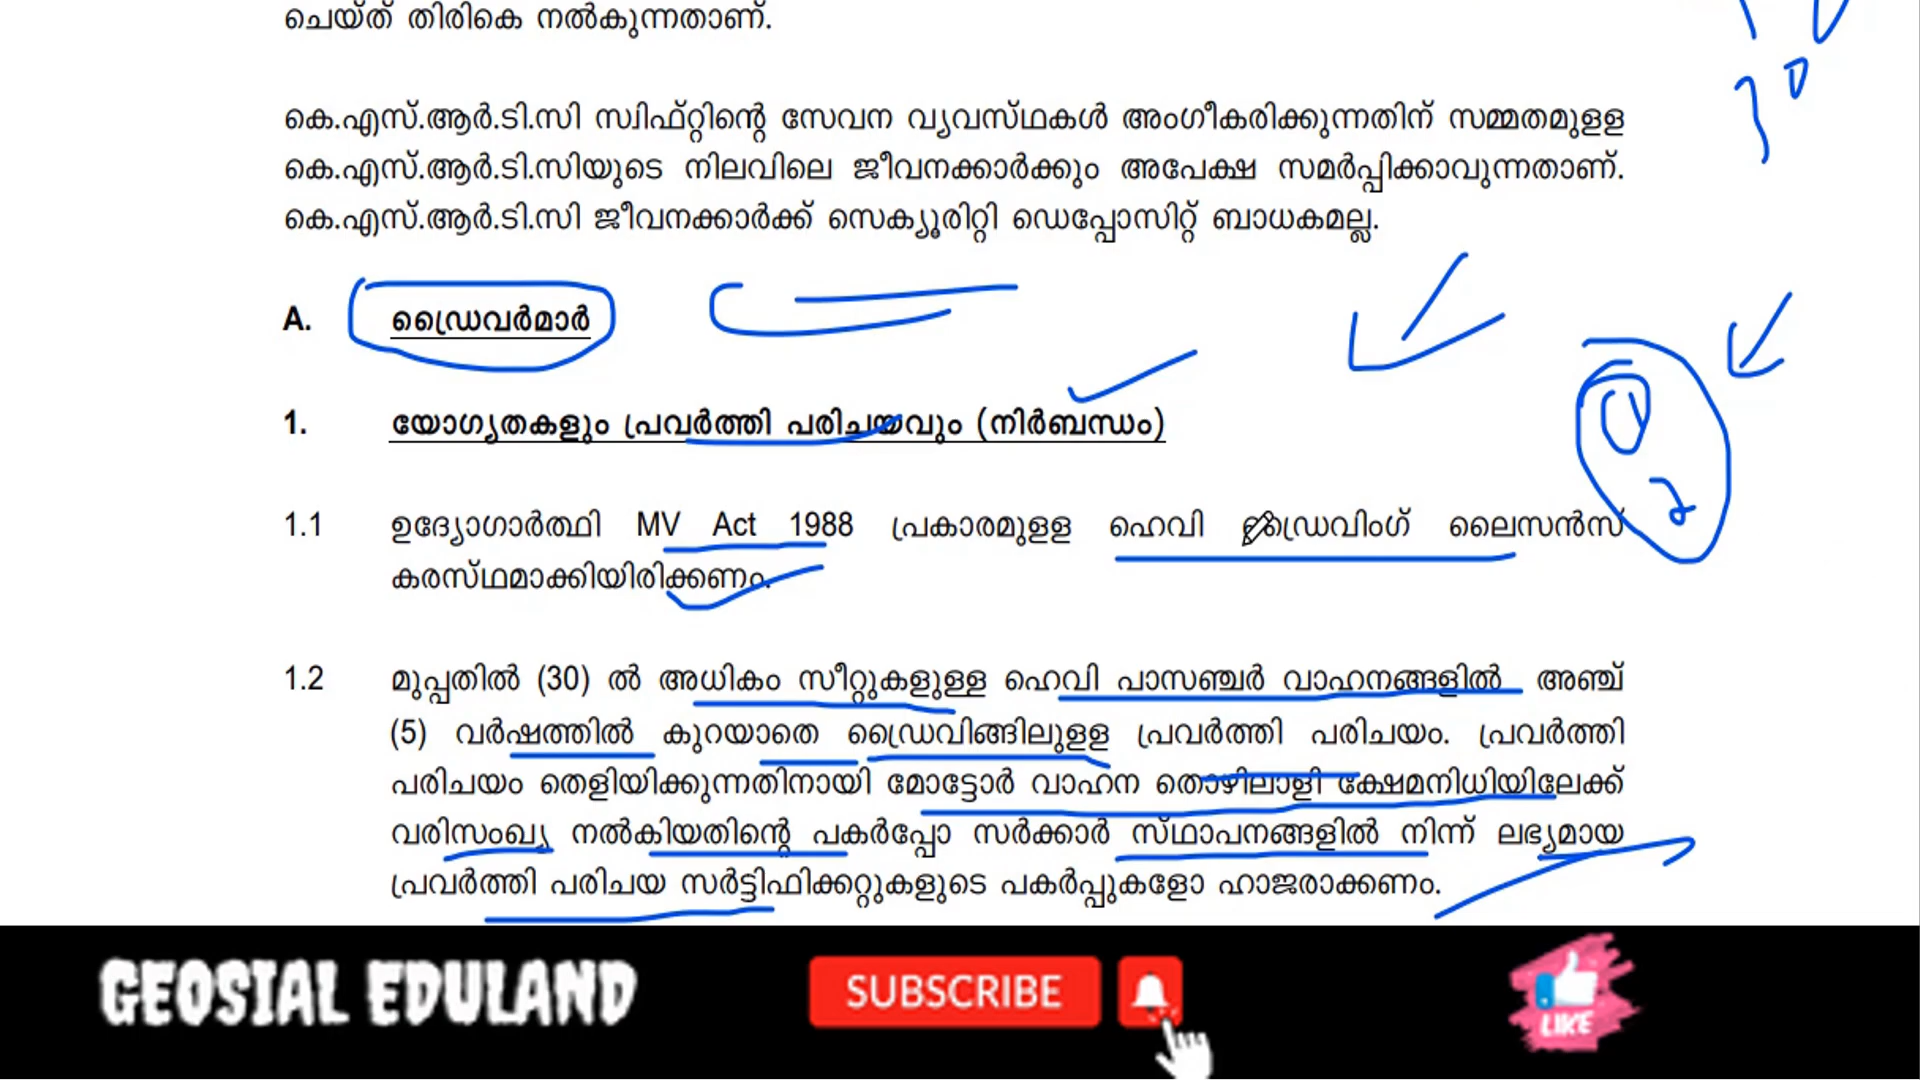 ചെയ്ത് തിരികെ നൽകുന്നതാണ്.
കെ.എസ്.ആർ.ടി.സി സ്വിഫ്റ്റിന്റെ സേവന വ്യവസ്ഥകൾ അംഗീകരിക്കുന്നതിന് സമ്മതമുളള
കെ.എസ്.ആർ.ടി.സിയുടെ നിലവിലെ ജീവനക്കാർക്കും അപേക്ഷ സമർപ്പിക്കാവുന്നതാണ്.
കെ.എസ്.ആർ.ടി.സി ജീവനക്കാർക്ക് സെക്യൂരിറ്റി ഡെപ്പോസിറ്റ് ബാധകമല്ല.
A. ഡ്രൈവർമാർ
1. യോഗ്യതകളും പ്രവർത്തി പരിചയവും (നിർബന്ധം)
1.1 ഉദ്യോഗാർത്ഥി MV Act 1988 പ്രകാരമുളള ഹെവി ഡ്രൈവിംഗ് ലൈസൻസ്
കരസ്ഥമാക്കിയിരിക്കണം.
1.2 മുപ്പതിൽ (30) ൽ അധികം സീറ്റുകളുള്ള ഹെവി പാസഞ്ചർ വാഹനങ്ങളിൽ അഞ്ച്
(5) വർഷത്തിൽ കുറയാതെ ഡ്രൈവിങ്ങിലുളള പ്രവർത്തി പരിചയം. പ്രവർത്തി
പരിചയം തെളിയിക്കുന്നതിനായി മോട്ടോർ വാഹന തൊഴിലാളി ക്ഷേമനിധിയിലേക്ക്
വരിസംഖ്യ നൽകിയതിന്റെ പകർപ്പോ സർക്കാർ സ്ഥാപനങ്ങളിൽ നിന്ന് ലഭ്യമായ
പ്രവർത്തി പരിചയ സർട്ടിഫിക്കറ്റുകളുടെ പകർപ്പുകളോ ഹാജരാക്കണം.
GEOSIAL EDULAND
SUBSCRIBE
LIKE